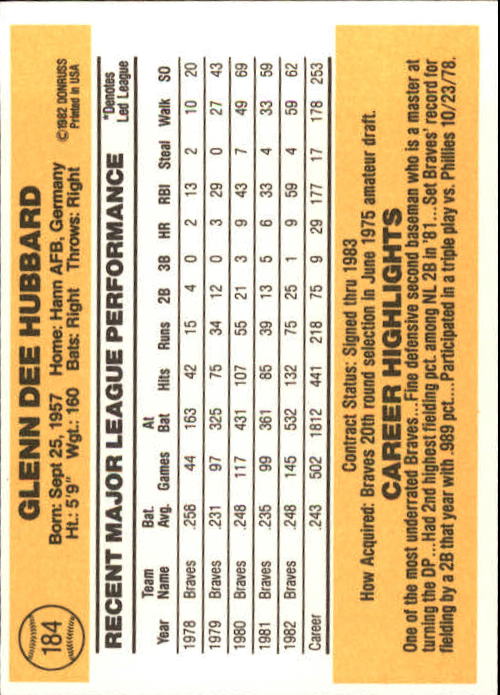 184
GLENN DEE HUBBARD
Born: Sept 25, 1957 Home: Hann AFB, Germany
Ht.: 5'9" Wgt.: 160 Bats: Right Throws: Right
©1982 DONRUSS
Printed in USA
RECENT MAJOR LEAGUE PERFORMANCE
*Denotes
Led League
Team Bat. At
Year Name Avg. Games Bat Hits Runs 2B 3B HR RBI Steal Walk SO
1978 Braves .256 44 163 42 15 4 0 2 13 2 10 20
1979 Braves .231 97 325 75 34 12 0 3 29 0 27 43
1980 Braves .248 117 431 107 55 21 3 9 43 7 49 69
1981 Braves .235 99 361 85 39 13 5 6 33 4 33 59
1982 Braves .248 145 532 132 75 25 1 9 59 4 59 62
Career .243 502 1812 441 218 75 9 29 177 17 178 253
Contract Status: Signed thru 1983
How Acquired: Braves 20th round selection in June 1975 amateur draft.
CAREER HIGHLIGHTS
One of the most underrated Braves...Fine defensive second baseman who is a master at
turning the DP...Had 2nd highest fielding pct. among NL 2B in '81...Set Braves' record for
fielding by a 2B that year with .989 pct....Participated in a triple play vs. Phillies 10/23/78.